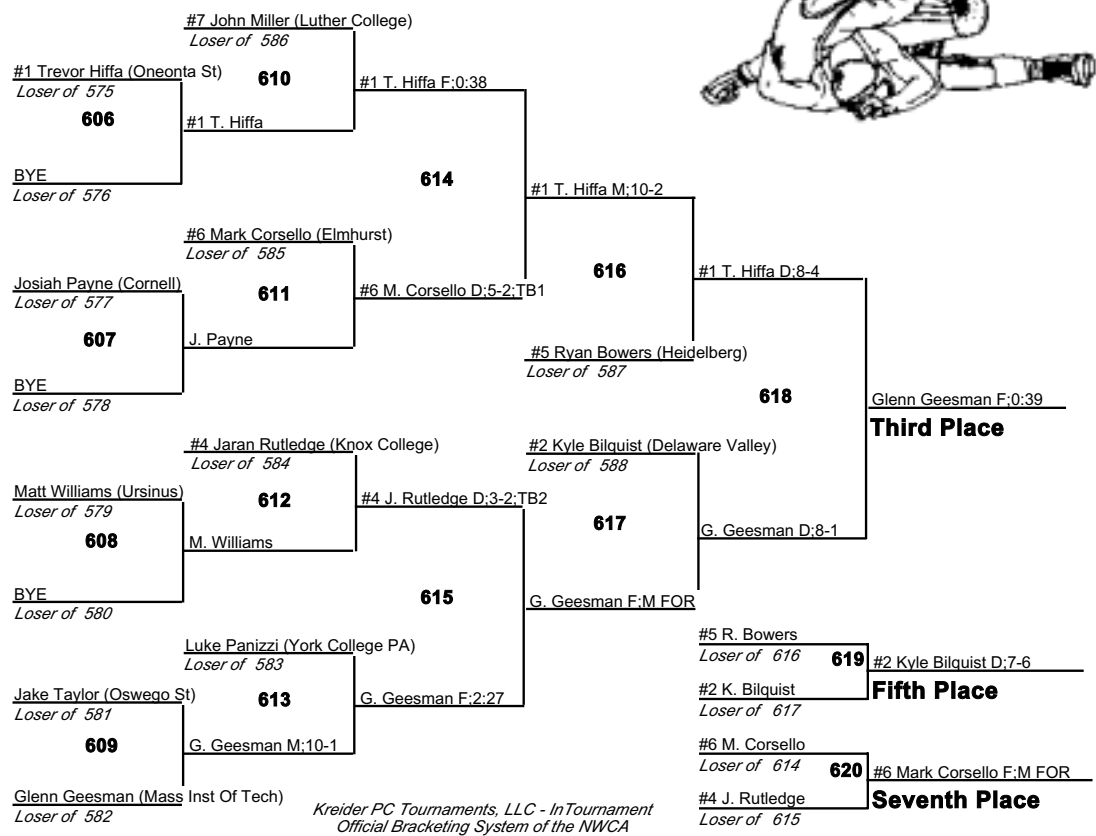 #7 John Miller (Luther College)
Loser of 586
#1 Trevor Hiffa (Oneonta St)
Loser of 575
610
#1 T. Hiffa F;0:38
606
#1 T. Hiffa
BYE
Loser of 576
614
#1 T. Hiffa M;10-2
#6 Mark Corsello (Elmhurst)
Loser of 585
Josiah Payne (Cornell)
Loser of 577
611
#6 M. Corsello D;5-2;TB1
616
#1 T. Hiffa D;8-4
607
J. Payne
#5 Ryan Bowers (Heidelberg)
Loser of 587
BYE
Loser of 578
618
Glenn Geesman F;0:39
Third Place
#4 Jaran Rutledge (Knox College)
Loser of 584
#2 Kyle Bilquist (Delaware Valley)
Loser of 588
Matt Williams (Ursinus)
Loser of 579
612
#4 J. Rutledge D;3-2;TB2
617
608
M. Williams
G. Geesman D;8-1
BYE
Loser of 580
615
G. Geesman F;M FOR
Luke Panizzi (York College PA)
Loser of 583
Jake Taylor (Oswego St)
Loser of 581
613
G. Geesman F;2:27
609
G. Geesman M;10-1
Glenn Geesman (Mass Inst Of Tech)
Loser of 582
#5 R. Bowers
Loser of 616
619
#2 Kyle Bilquist D;7-6
Fifth Place
#2 K. Bilquist
Loser of 617
#6 M. Corsello
Loser of 614
620
#6 Mark Corsello F;M FOR
Seventh Place
#4 J. Rutledge
Loser of 615
Kreider PC Tournaments, LLC - InTournament
Official Bracketing System of the NWCA